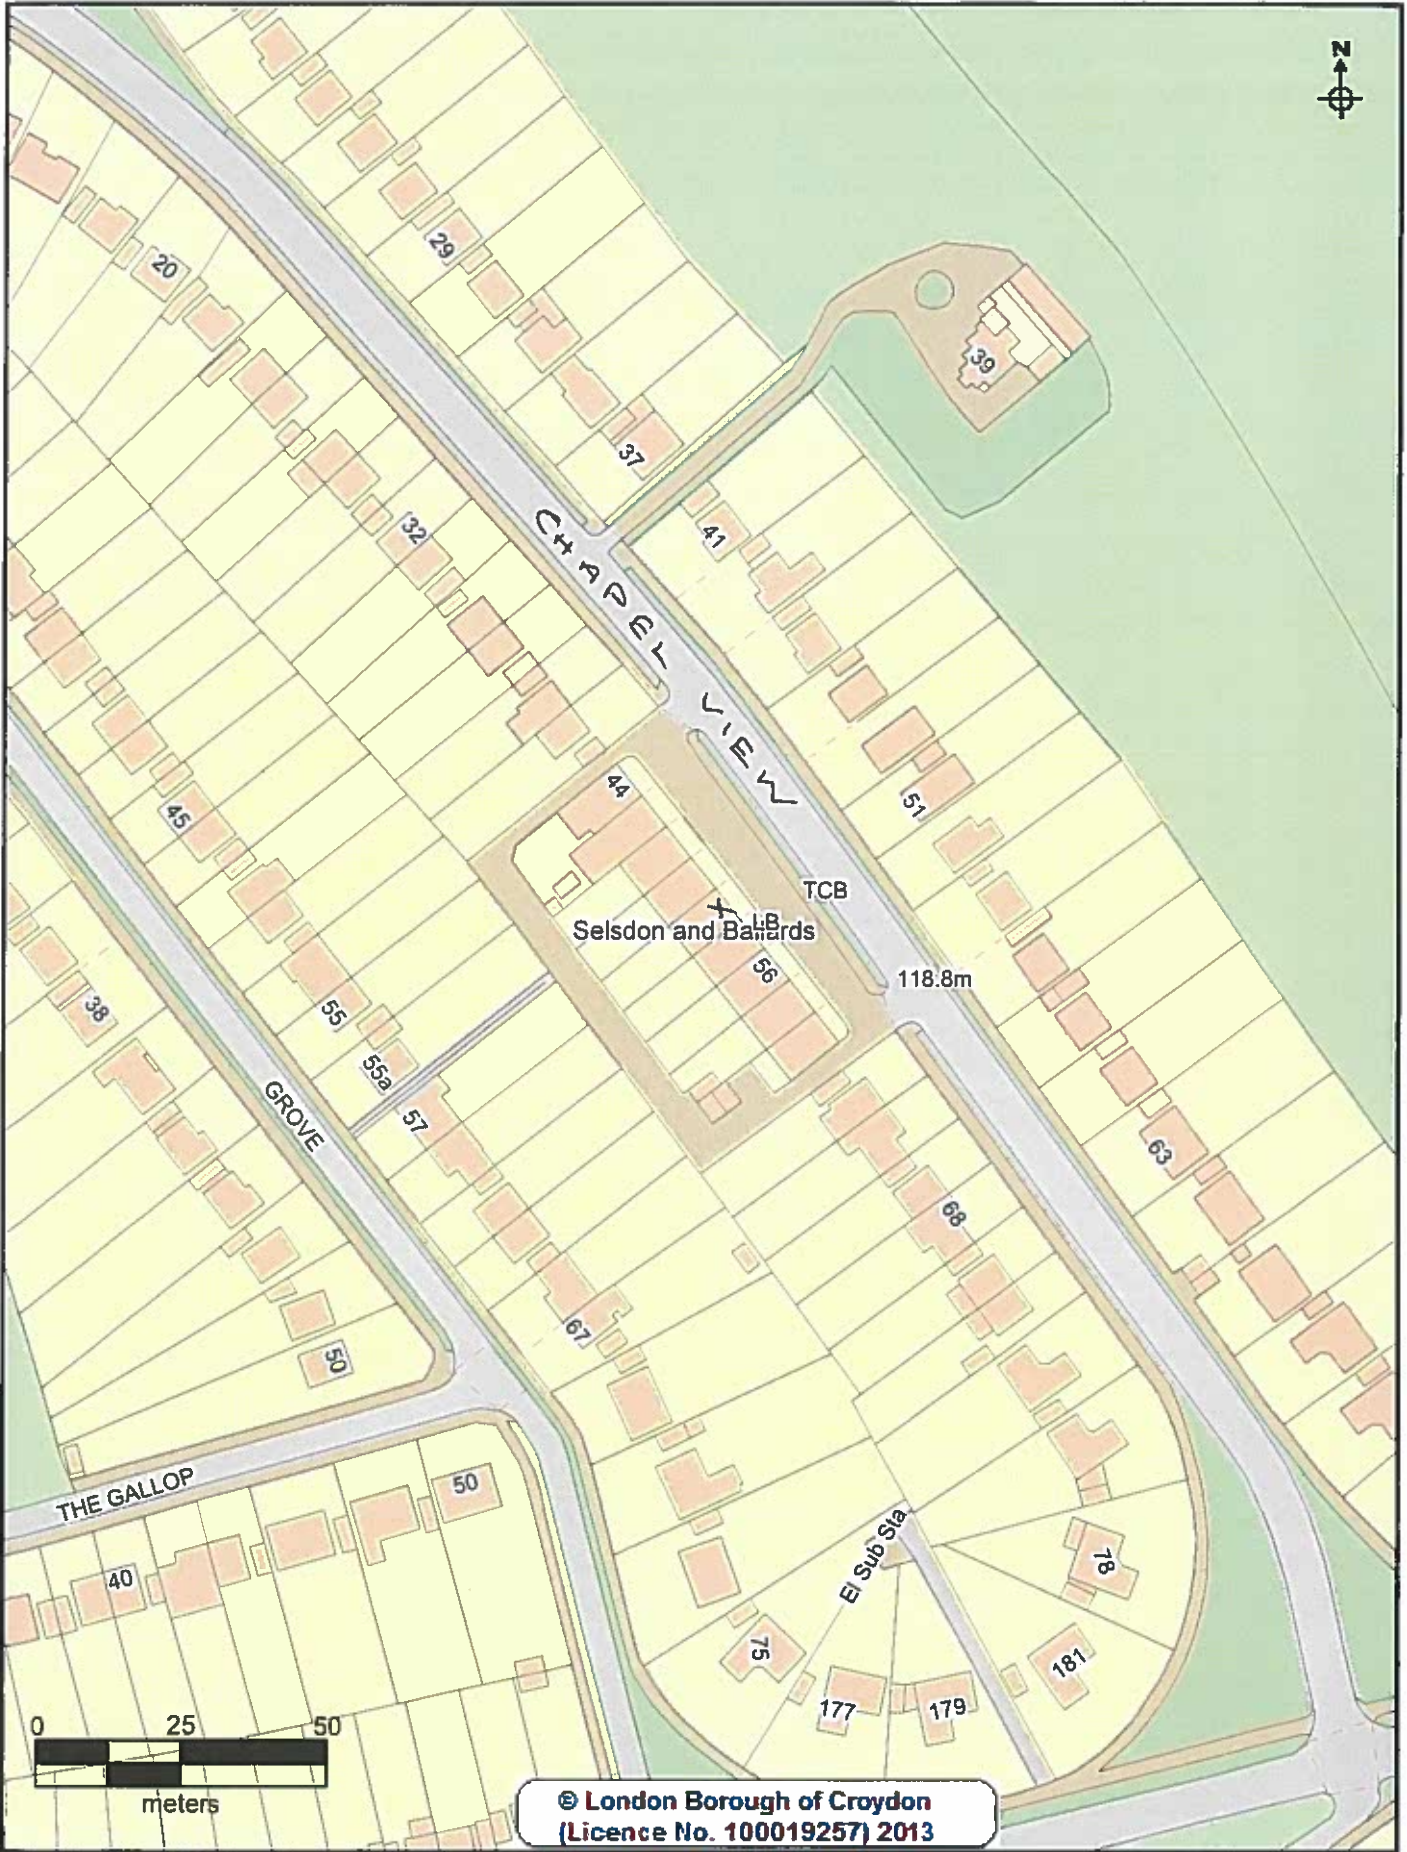 N
29
20
39
37
41
32
CHAPEL VIEW
44
51
45
TCB
LB
Selsdon and Ballards
56
118.8m
38
55
55a
57
GROVE
63
68
67
50
THE GALLOP
50
40
El Sub Sta
78
75
181
177
179
0 25 50
meters
© London Borough of Croydon
(Licence No. 100019257) 2013